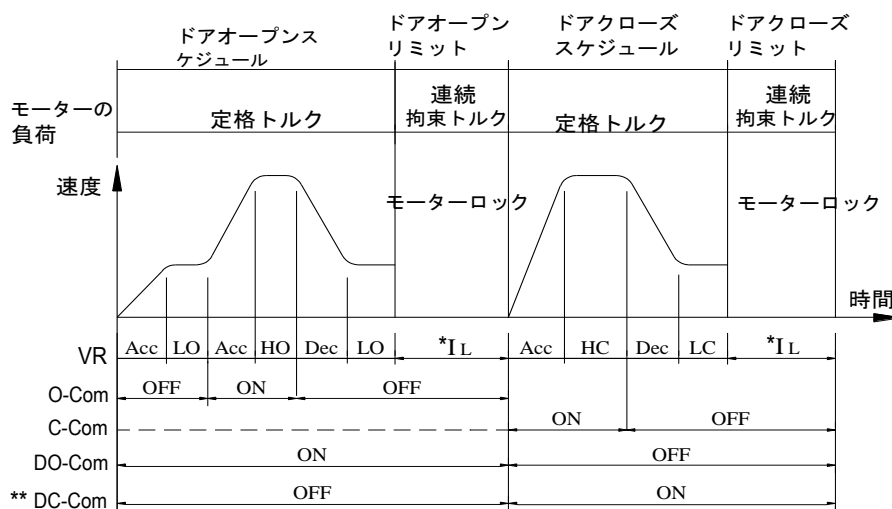 ドアオープンス
ケジュール
ドアオープン
リミット
ドアクローズ
スケジュール
ドアクローズ
リミット
モーターの
負荷
定格トルク
連続
拘束トルク
定格トルク
連続
拘束トルク
速度
モーターロック
モーターロック
時間
VR Acc LO Acc HO Dec LO *IL Acc HC Dec LC *IL
O-Com OFF ON OFF
C-Com ON OFF
DO-Com ON OFF
** DC-Com OFF ON